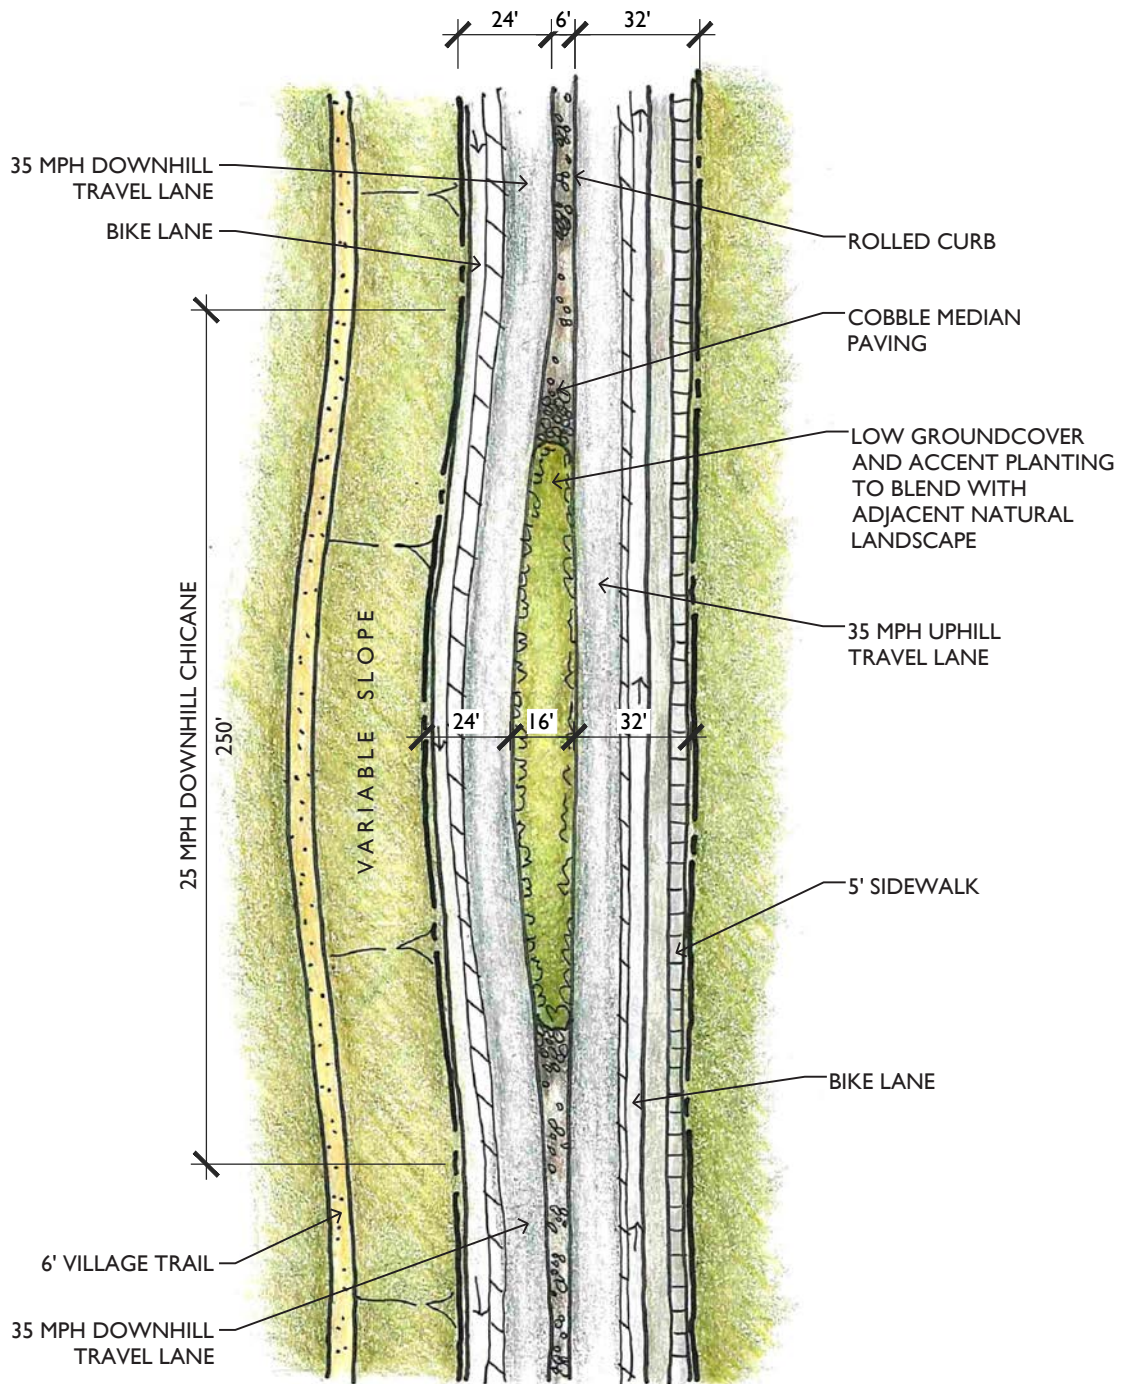 24'
6'
32'
35 MPH DOWNHILL
TRAVEL LANE
BIKE LANE
ROLLED CURB
COBBLE MEDIAN
PAVING
LOW GROUNDCOVER
AND ACCENT PLANTING
TO BLEND WITH
ADJACENT NATURAL
LANDSCAPE
25 MPH DOWNHILL CHICANE
250'
VARIABLE SLOPE
35 MPH UPHILL
TRAVEL LANE
24'
16'
32'
5' SIDEWALK
BIKE LANE
6' VILLAGE TRAIL
35 MPH DOWNHILL
TRAVEL LANE